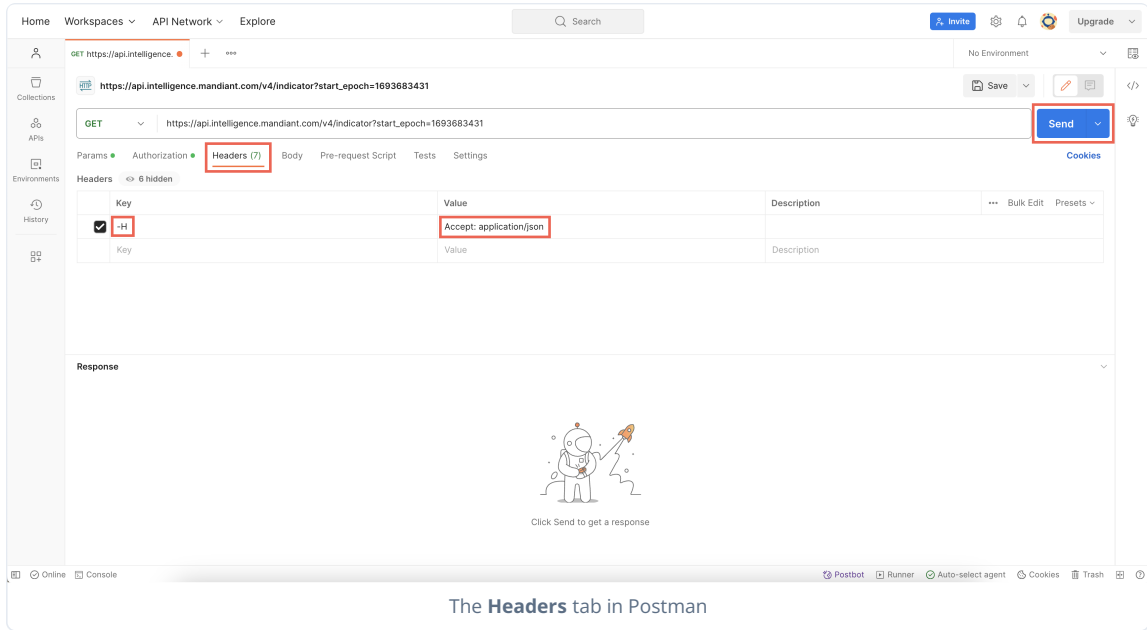 Home Workspaces API Network Explore Search Invite Upgrade
GET https://api.intelligence. No Environment
Collections
HTTP https://api.intelligence.mandiant.com/v4/indicator?start_epoch=1693683431 Save
APIs
GET https://api.intelligence.mandiant.com/v4/indicator?start_epoch=1693683431 Send
Environments
Params Authorization Headers (7) Body Pre-request Script Tests Settings Cookies
Headers 6 hidden
History
Key Value Description Bulk Edit Presets
-H Accept: application/json
Key Value Description
Response
Click Send to get a response
Online Console Postbot Runner Auto-select agent Cookies Trash
The Headers tab in Postman